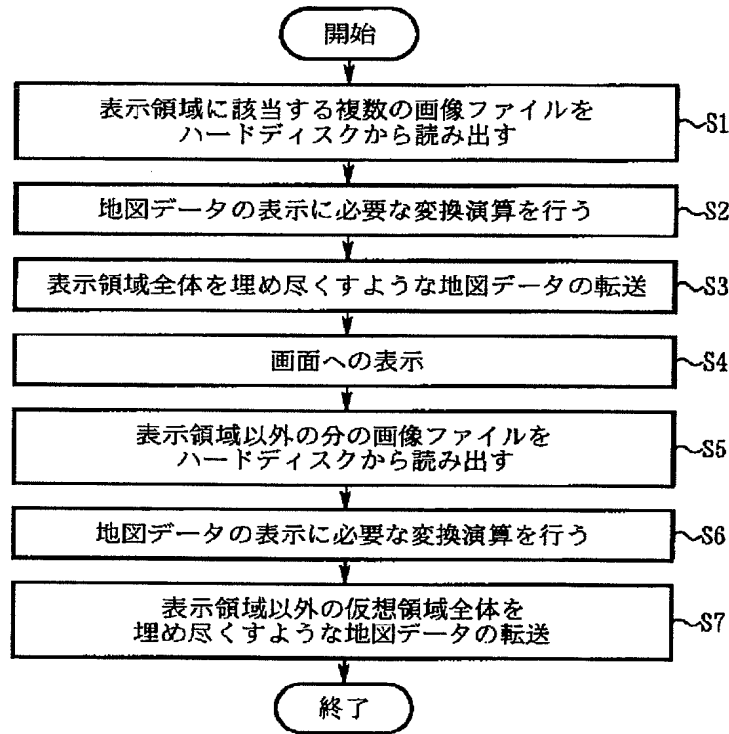 開始
表示領域に該当する複数の画像ファイルを
ハードディスクから読み出す
S1
地図データの表示に必要な変換演算を行う
S2
表示領域全体を埋め尽くすような地図データの転送
S3
画面への表示
S4
表示領域以外の分の画像ファイルを
ハードディスクから読み出す
S5
地図データの表示に必要な変換演算を行う
S6
表示領域以外の仮想領域全体を
埋め尽くすような地図データの転送
S7
終了